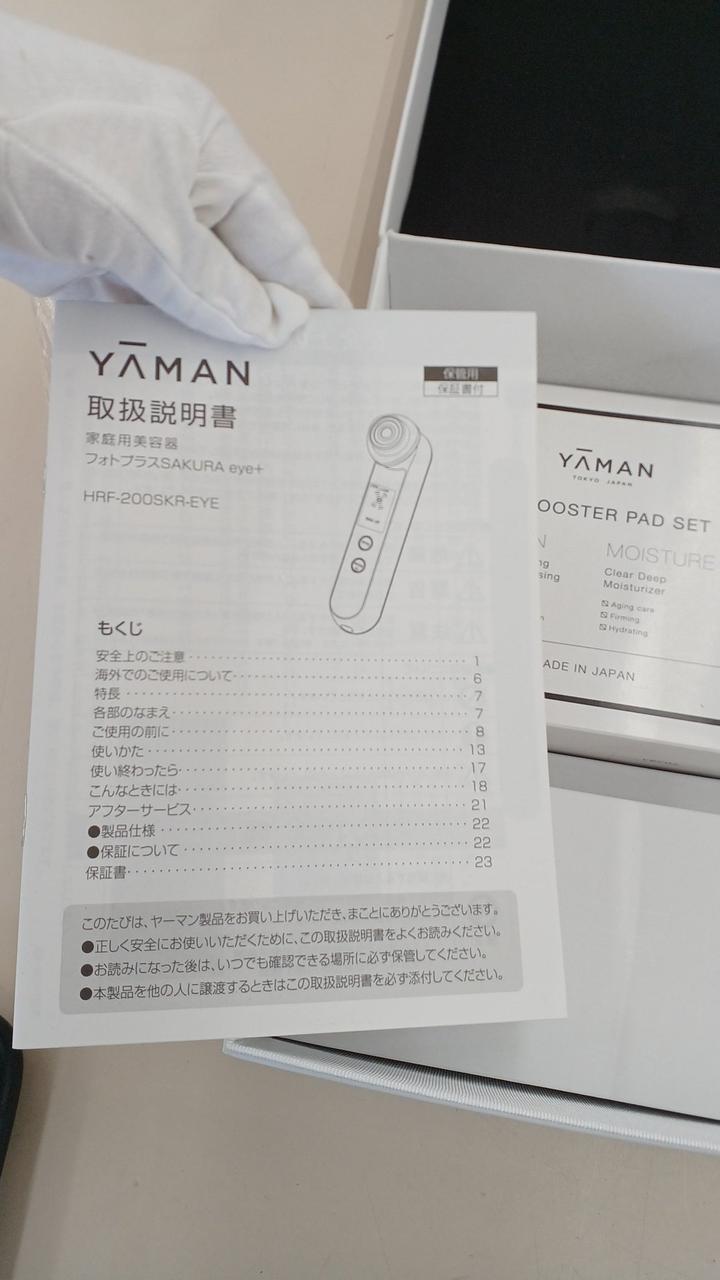 YĀMAN
保管用
保証書付
取扱説明書
家庭用美容器
フォトプラスSAKURA eye+
HRF-200SKR-EYE
もくじ
安全上のご注意 1
海外でのご使用について 6
特長 7
各部のなまえ 7
ご使用の前に 8
使いかた 13
使い終わったら 17
こんなときには 18
アフターサービス 21
●製品仕様 22
●保証について 22
保証書 23
このたびは、ヤーマン製品をお買い上げいただき、まことにありがとうございます。
●正しく安全にお使いいただくために、この取扱説明書をよくお読みください。
●お読みになった後は、いつでも確認できる場所に必ず保管してください。
●本製品を他の人に譲渡するときはこの取扱説明書を必ず添付してください。
YĀMAN
TOKYO JAPAN
OOSTER PAD SET
MOISTURE
Clear Deep
Moisturizer
Aging care
Firming
Hydrating
ADE IN JAPAN